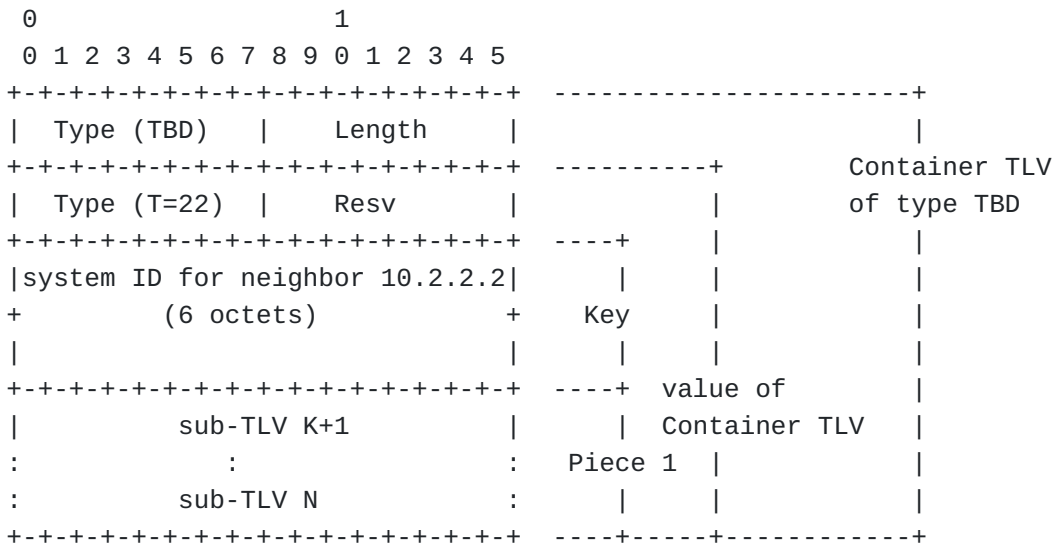 0                   1
0 1 2 3 4 5 6 7 8 9 0 1 2 3 4 5
+-+-+-+-+-+-+-+-+-+-+-+-+-+-+-+-+  -----------------------+
|  Type (TBD)   |    Length     |                         |
+-+-+-+-+-+-+-+-+-+-+-+-+-+-+-+-+  ----------+        Container TLV
|  Type (T=22)  |    Resv       |            |        of type TBD
+-+-+-+-+-+-+-+-+-+-+-+-+-+-+-+-+  ----+     |            |
|system ID for neighbor 10.2.2.2|      |     |            |
+         (6 octets)            +    Key     |            |
|                               |      |     |            |
+-+-+-+-+-+-+-+-+-+-+-+-+-+-+-+-+  ----+  value of        |
|          sub-TLV K+1          |      |  Container TLV   |
:             :                 :   Piece 1  |            |
:          sub-TLV N            :      |     |            |
+-+-+-+-+-+-+-+-+-+-+-+-+-+-+-+-+  ----+-----+------------+